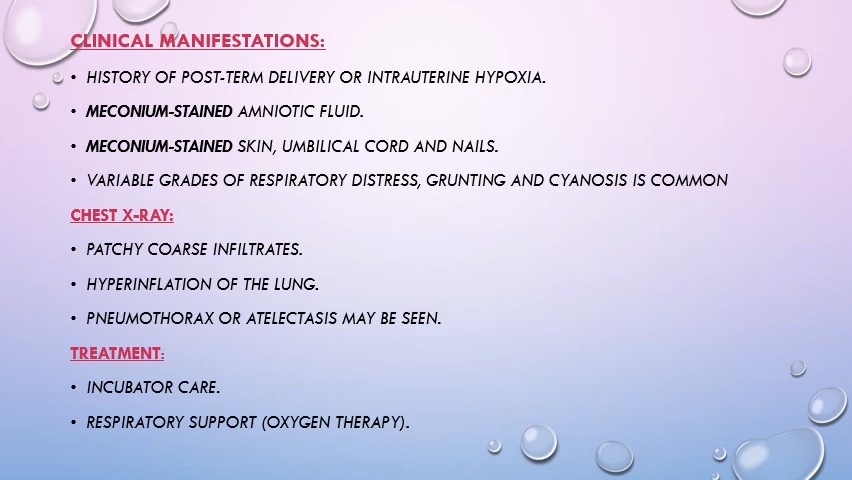 CLINICAL MANIFESTATIONS:
• HISTORY OF POST-TERM DELIVERY OR INTRAUTERINE HYPOXIA.
• MECONIUM-STAINED AMNIOTIC FLUID.
• MECONIUM-STAINED SKIN, UMBILICAL CORD AND NAILS.
• VARIABLE GRADES OF RESPIRATORY DISTRESS, GRUNTING AND CYANOSIS IS COMMON
CHEST X-RAY:
• PATCHY COARSE INFILTRATES.
• HYPERINFLATION OF THE LUNG.
• PNEUMOTHORAX OR ATELECTASIS MAY BE SEEN.
TREATMENT:
• INCUBATOR CARE.
• RESPIRATORY SUPPORT (OXYGEN THERAPY).